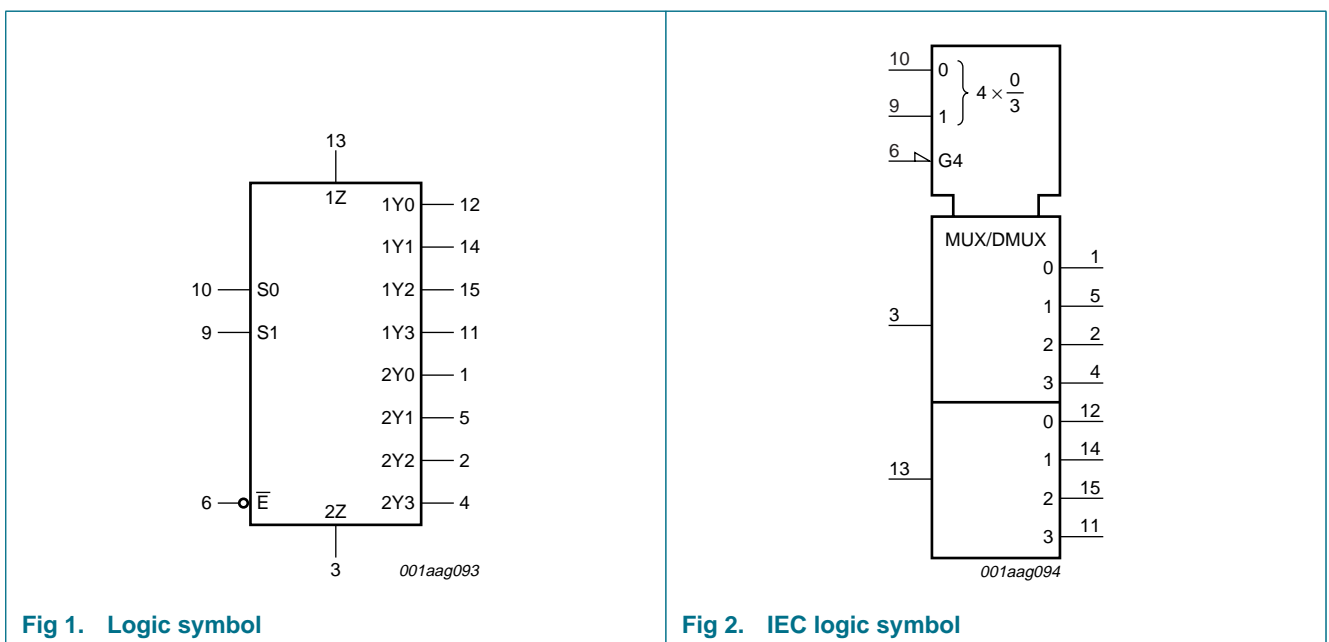 13
1Z
1Y0 12
1Y1 14
10 S0 1Y2 15
9 S1 1Y3 11
2Y0 1
2Y1 5
2Y2 2
6 E̅ 2Y3 4
2Z
3
001aag093
Fig 1. Logic symbol
10 0
4 × 0/3
9 1
6 G4
MUX/DMUX
0 1
1 5
3
2 2
3 4
0 12
1 14
13
2 15
3 11
001aag094
Fig 2. IEC logic symbol